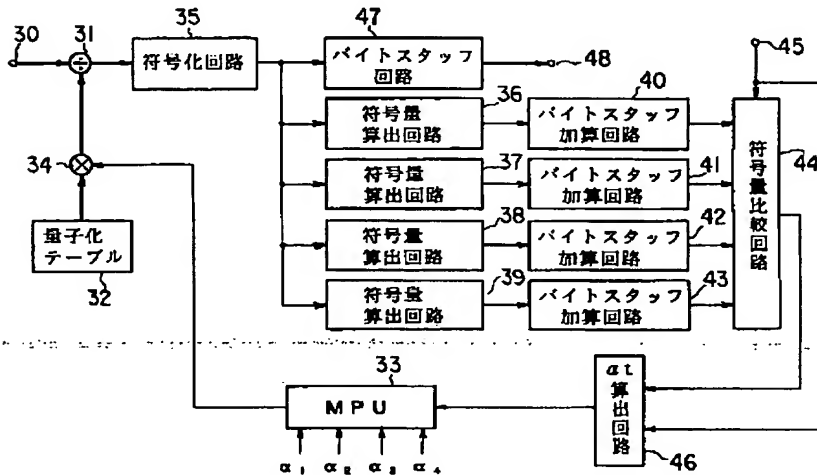 30
31
35
符号化回路
47
バイトスタッフ
回路
48
45
36
符号量
算出回路
40
バイトスタッフ
加算回路
37
符号量
算出回路
41
バイトスタッフ
加算回路
38
符号量
算出回路
42
バイトスタッフ
加算回路
39
符号量
算出回路
43
バイトスタッフ
加算回路
符号量比較回路
44
34
量子化
テーブル
32
33
MPU
α1 α2 α3 α4
αt
算出回路
46